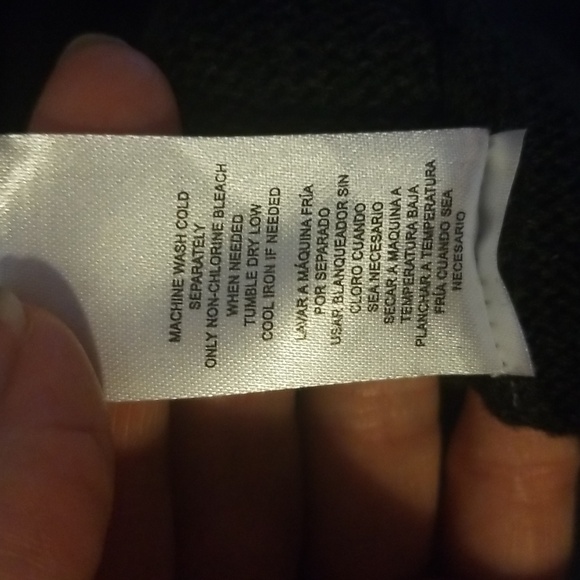 MACHINE WASH COLD
SEPARATELY
ONLY NON-CHLORINE BLEACH
WHEN NEEDED
TUMBLE DRY LOW
COOL IRON IF NEEDED
LAVAR A MÁQUINA FRÍA
POR SEPARADO
USAR BLANQUEADOR SIN
CLORO CUANDO
SEA NECESARIO
SECAR A MAQUINA A
TEMPERATURA BAJA
PLANCHAR A TEMPERATURA
FRÍA CUANDO SEA
NECESARIO